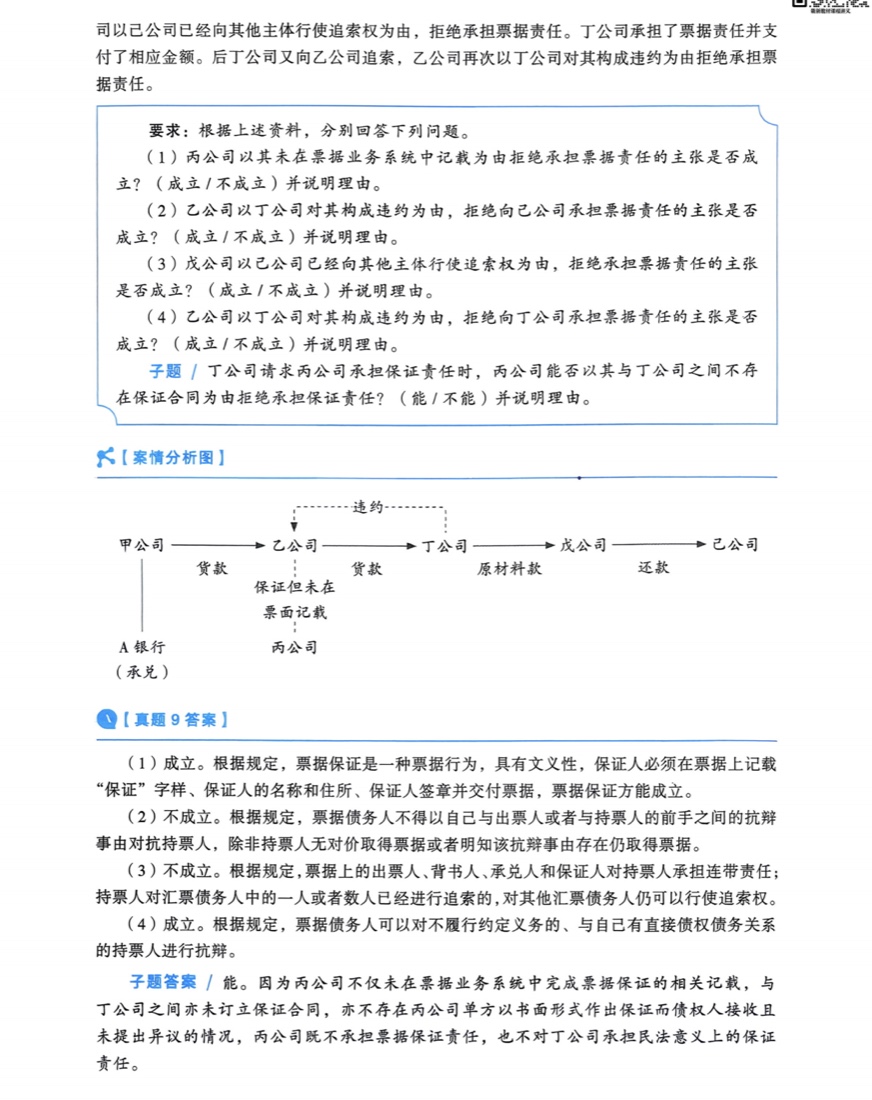 司以己公司已经向其他主体行使追索权为由，拒绝承担票据责任。丁公司承担了票据责任并支
付了相应金额。后丁公司又向乙公司追索，乙公司再次以丁公司对其构成违约为由拒绝承担票
据责任。
要求：根据上述资料，分别回答下列问题。
（1）丙公司以其未在票据业务系统中记载为由拒绝承担票据责任的主张是否成
立？（成立/不成立）并说明理由。
（2）乙公司以丁公司对其构成违约为由，拒绝向己公司承担票据责任的主张是否
成立？（成立/不成立）并说明理由。
（3）戊公司以己公司已经向其他主体行使追索权为由，拒绝承担票据责任的主张
是否成立？（成立/不成立）并说明理由。
（4）乙公司以丁公司对其构成违约为由，拒绝向丁公司承担票据责任的主张是否
成立？（成立/不成立）并说明理由。
子题 / 丁公司请求丙公司承担保证责任时，丙公司能否以其与丁公司之间不存
在保证合同为由拒绝承担保证责任？（能/不能）并说明理由。
【案情分析图】
违约
甲公司 乙公司 丁公司 戊公司 己公司
货款 货款 原材料款 还款
保证但未在
票面记载
A 银行 丙公司
（承兑）
【真题 9 答案】
（1）成立。根据规定，票据保证是一种票据行为，具有文义性，保证人必须在票据上记载
“保证”字样、保证人的名称和住所、保证人签章并交付票据，票据保证方能成立。
（2）不成立。根据规定，票据债务人不得以自己与出票人或者与持票人的前手之间的抗辩
事由对抗持票人，除非持票人无对价取得票据或者明知该抗辩事由存在仍取得票据。
（3）不成立。根据规定，票据上的出票人、背书人、承兑人和保证人对持票人承担连带责任；
持票人对汇票债务人中的一人或者数人已经进行追索的，对其他汇票债务人仍可以行使追索权。
（4）成立。根据规定，票据债务人可以对不履行约定义务的、与自己有直接债权债务关系
的持票人进行抗辩。
子题答案 / 能。因为丙公司不仅未在票据业务系统中完成票据保证的相关记载，与
丁公司之间亦未订立保证合同，亦不存在丙公司单方以书面形式作出保证而债权人接收且
未提出异议的情况，丙公司既不承担票据保证责任，也不对丁公司承担民法意义上的保证
责任。